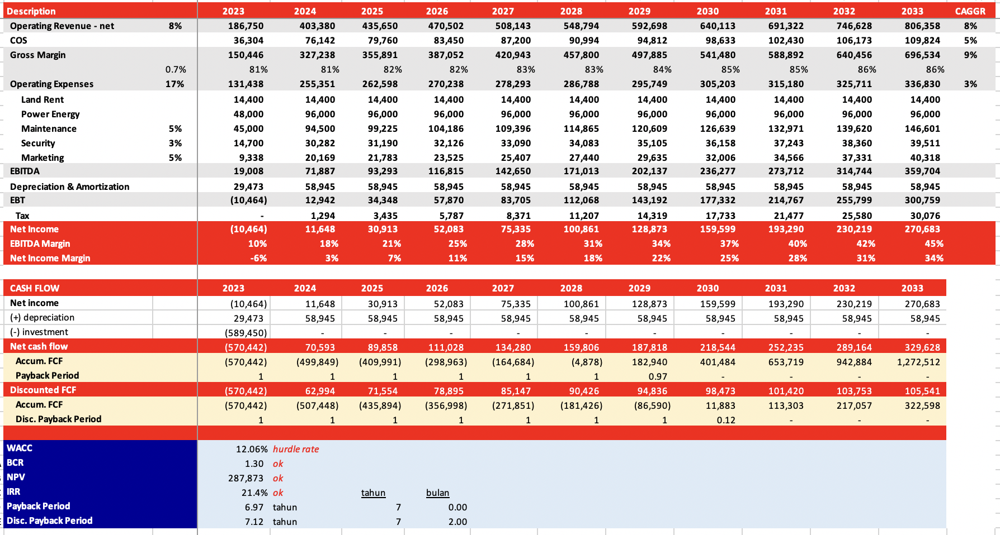 Description 2023 2024 2025 2026 2027 2028 2029 2030 2031 2032 2033 CAGGR
Operating Revenue - net 8% 186,750 403,380 435,650 470,502 508,143 548,794 592,698 640,113 691,322 746,628 806,358 8%
COS 36,304 76,142 79,760 83,450 87,200 90,994 94,812 98,633 102,430 106,173 109,824 5%
Gross Margin 150,446 327,238 355,891 387,052 420,943 457,800 497,885 541,480 588,892 640,456 696,534 9%
0.7% 81% 81% 82% 82% 83% 83% 84% 85% 85% 86% 86%
Operating Expenses 17% 131,438 255,351 262,598 270,238 278,293 286,788 295,749 305,203 315,180 325,711 336,830 3%
Land Rent 14,400 14,400 14,400 14,400 14,400 14,400 14,400 14,400 14,400 14,400 14,400
Power Energy 48,000 96,000 96,000 96,000 96,000 96,000 96,000 96,000 96,000 96,000 96,000
Maintenance 5% 45,000 94,500 99,225 104,186 109,396 114,865 120,609 126,639 132,971 139,620 146,601
Security 3% 14,700 30,282 31,190 32,126 33,090 34,083 35,105 36,158 37,243 38,360 39,511
Marketing 5% 9,338 20,169 21,783 23,525 25,407 27,440 29,635 32,006 34,566 37,331 40,318
EBITDA 19,008 71,887 93,293 116,815 142,650 171,013 202,137 236,277 273,712 314,744 359,704
Depreciation & Amortization 29,473 58,945 58,945 58,945 58,945 58,945 58,945 58,945 58,945 58,945 58,945
EBT (10,464) 12,942 34,348 57,870 83,705 112,068 143,192 177,332 214,767 255,799 300,759
Tax - 1,294 3,435 5,787 8,371 11,207 14,319 17,733 21,477 25,580 30,076
Net Income (10,464) 11,648 30,913 52,083 75,335 100,861 128,873 159,599 193,290 230,219 270,683
EBITDA Margin 10% 18% 21% 25% 28% 31% 34% 37% 40% 42% 45%
Net Income Margin -6% 3% 7% 11% 15% 18% 22% 25% 28% 31% 34%
CASH FLOW 2023 2024 2025 2026 2027 2028 2029 2030 2031 2032 2033
Net income (10,464) 11,648 30,913 52,083 75,335 100,861 128,873 159,599 193,290 230,219 270,683
(+) depreciation 29,473 58,945 58,945 58,945 58,945 58,945 58,945 58,945 58,945 58,945 58,945
(-) investment (589,450) - - - - - - - - - -
Net cash flow (570,442) 70,593 89,858 111,028 134,280 159,806 187,818 218,544 252,235 289,164 329,628
Accum. FCF (570,442) (499,849) (409,991) (298,963) (164,684) (4,878) 182,940 401,484 653,719 942,884 1,272,512
Payback Period 1 1 1 1 1 1 0.97 - - - -
Discounted FCF (570,442) 62,994 71,554 78,895 85,147 90,426 94,836 98,473 101,420 103,753 105,541
Accum. FCF (570,442) (507,448) (435,894) (356,998) (271,851) (181,426) (86,590) 11,883 113,303 217,057 322,598
Disc. Payback Period 1 1 1 1 1 1 1 0.12 - - -
WACC 12.06% hurdle rate
BCR 1.30 ok
NPV 287,873 ok
IRR 21.4% ok tahun bulan
Payback Period 6.97 tahun 7 0.00
Disc. Payback Period 7.12 tahun 7 2.00